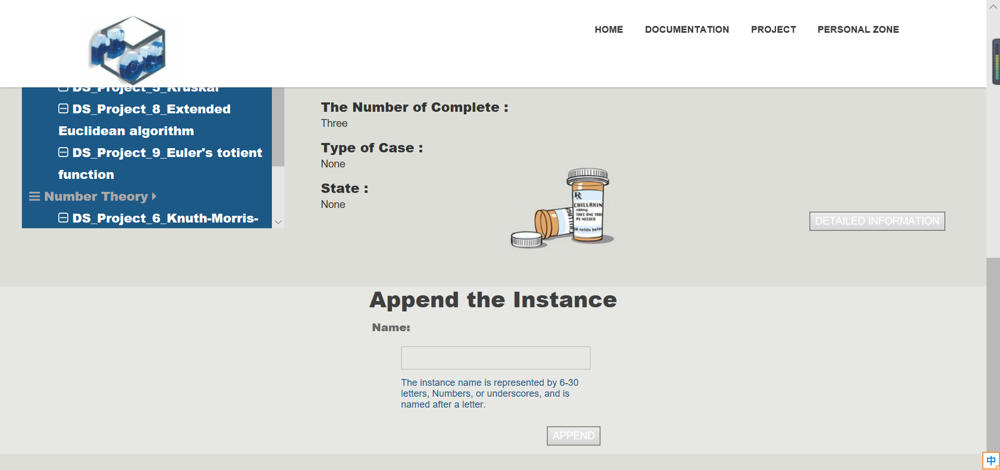 HOME DOCUMENTATION PROJECT PERSONAL ZONE
DS_Project_5_Kruskal
DS_Project_8_Extended
Euclidean algorithm
DS_Project_9_Euler's totient
function
Number Theory
DS_Project_6_Knuth-Morris-
The Number of Complete :
Three
Type of Case :
None
State :
None
Rx
CHILLAXIN
TAKE ONE TAB
AS NEEDED
refills befo
DETAILED INFORMATION
Append the Instance
Name:
The instance name is represented by 6-30
letters, Numbers, or underscores, and is
named after a letter.
APPEND
中